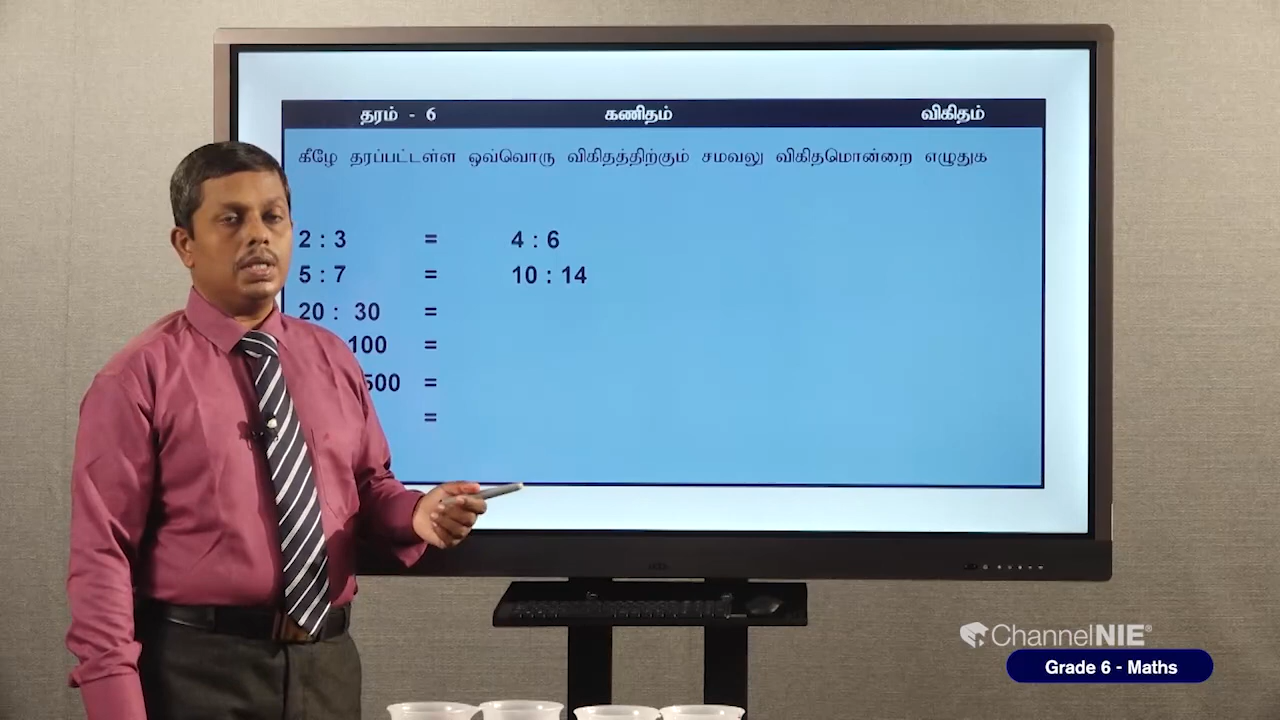 தரம் - 6 கணிதம் விகிதம்
கீழே தரப்பட்டள்ள ஒவ்வொரு விகிதத்திற்கும் சமவலு விகிதமொன்றை எழுதுக
2 : 3 = 4 : 6
5 : 7 = 10 : 14
20 : 30 =
100 =
500 =
=
ChannelNIE®
Grade 6 - Maths